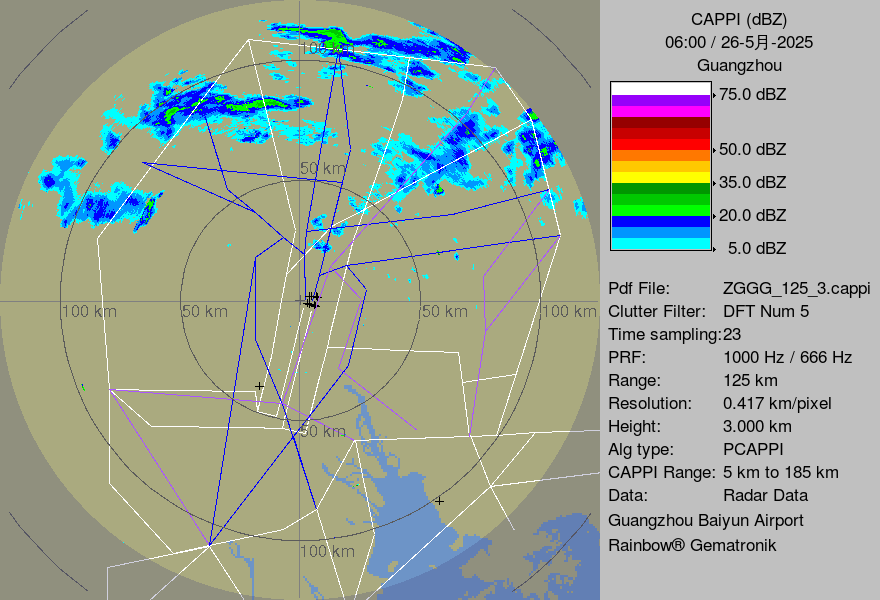 CAPPI (dBZ)
06:00 / 26-5月-2025
Guangzhou
75.0 dBZ
50.0 dBZ
35.0 dBZ
20.0 dBZ
5.0 dBZ
Pdf File: ZGGG_125_3.cappi
Clutter Filter: DFT Num 5
Time sampling:23
PRF: 1000 Hz / 666 Hz
Range: 125 km
Resolution: 0.417 km/pixel
Height: 3.000 km
Alg type: PCAPPI
CAPPI Range: 5 km to 185 km
Data: Radar Data
Guangzhou Baiyun Airport
Rainbow® Gematronik
100 km
50 km
100 km
50 km
50 km
100 km
50 km
100 km